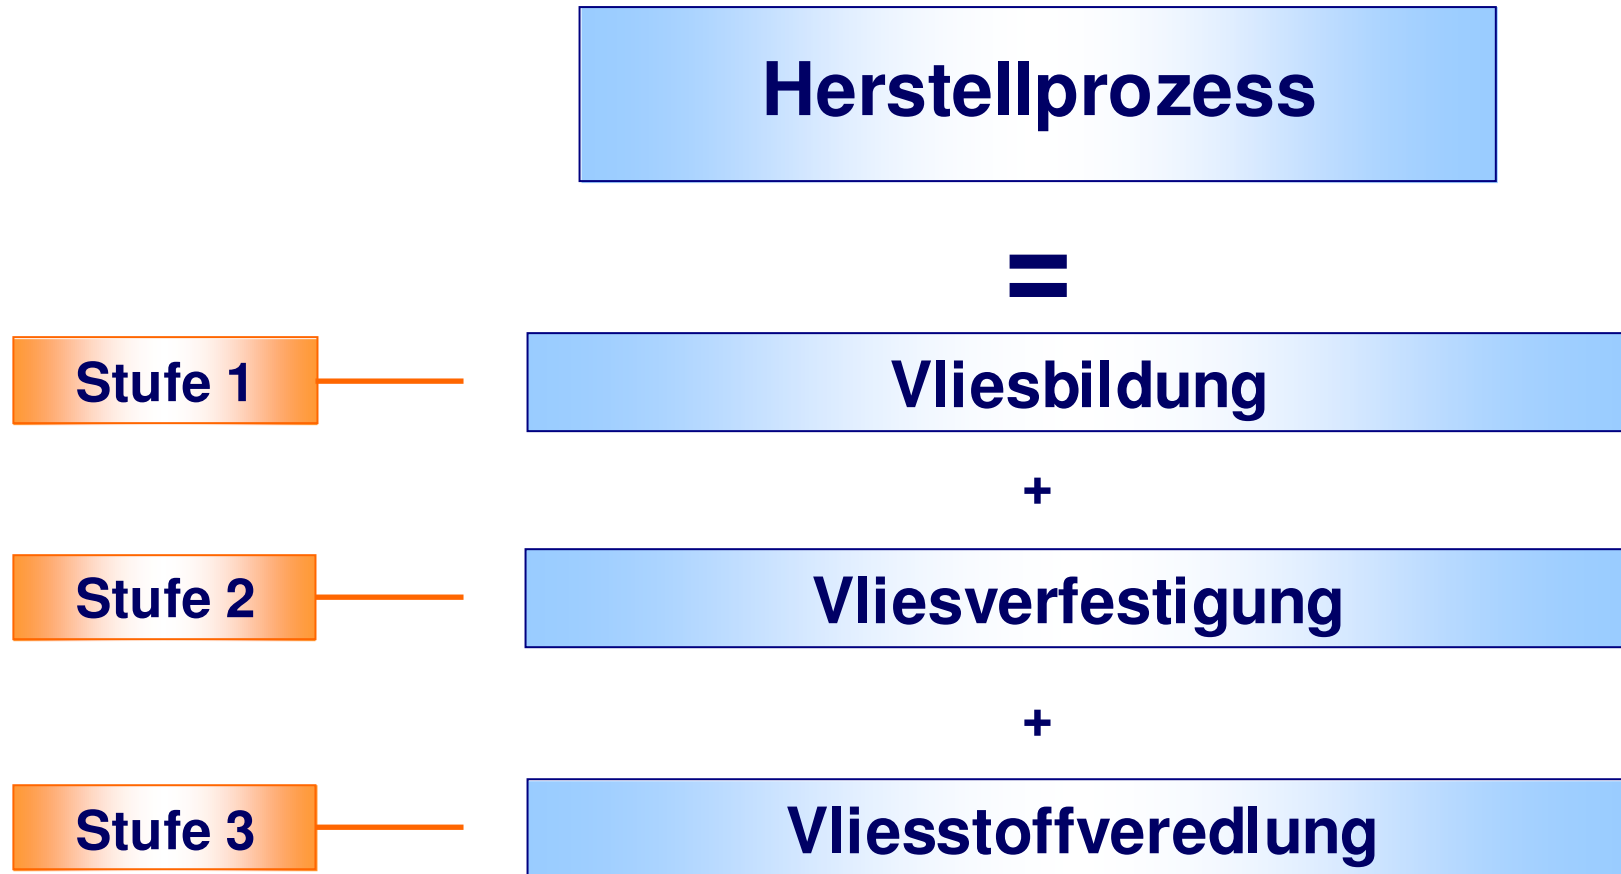 Herstellprozess
=
Stufe 1 Vliesbildung
+
Stufe 2 Vliesverfestigung
+
Stufe 3 Vliesstoffveredlung